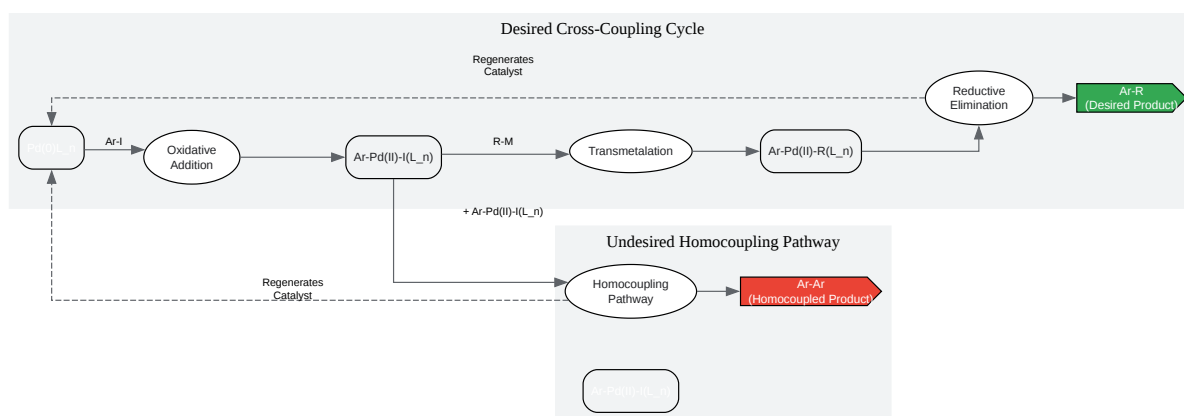 Desired Cross-Coupling Cycle
Regenerates
Catalyst
Reductive
Elimination
Ar-R
(Desired Product)
Pd(0)L_n
Ar-I
Oxidative
Addition
Ar-Pd(II)-I(L_n)
R-M
Transmetalation
Ar-Pd(II)-R(L_n)
+ Ar-Pd(II)-I(L_n)
Undesired Homocoupling Pathway
Regenerates
Catalyst
Homocoupling
Pathway
Ar-Ar
(Homocoupled Product)
Ar-Pd(II)-I(L_n)